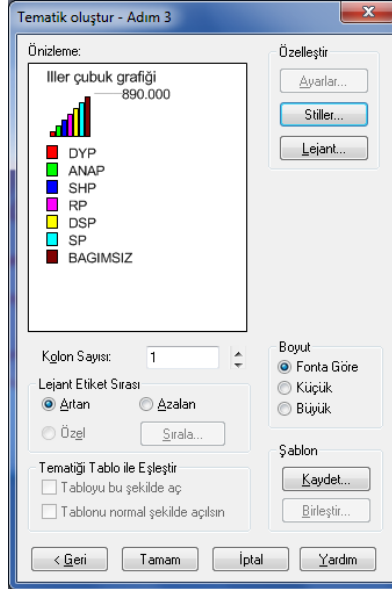 Tematik oluştur - Adım 3
Önizleme:
Iller çubuk grafiği
890.000
DYP
ANAP
SHP
RP
DSP
SP
BAGIMSIZ
Özelleştir
Ayarlar...
Stiller...
Lejant...
Kolon Sayısı:
1
Lejant Etiket Sırası
Artan
Azalan
Özel
Sırala...
Boyut
Fonta Göre
Küçük
Büyük
Tematiği Tablo ile Eşleştir
Tabloyu bu şekilde aç
Tablonu normal şekilde açılsın
Şablon
Kaydet...
Birleştir...
< Geri
Tamam
İptal
Yardım